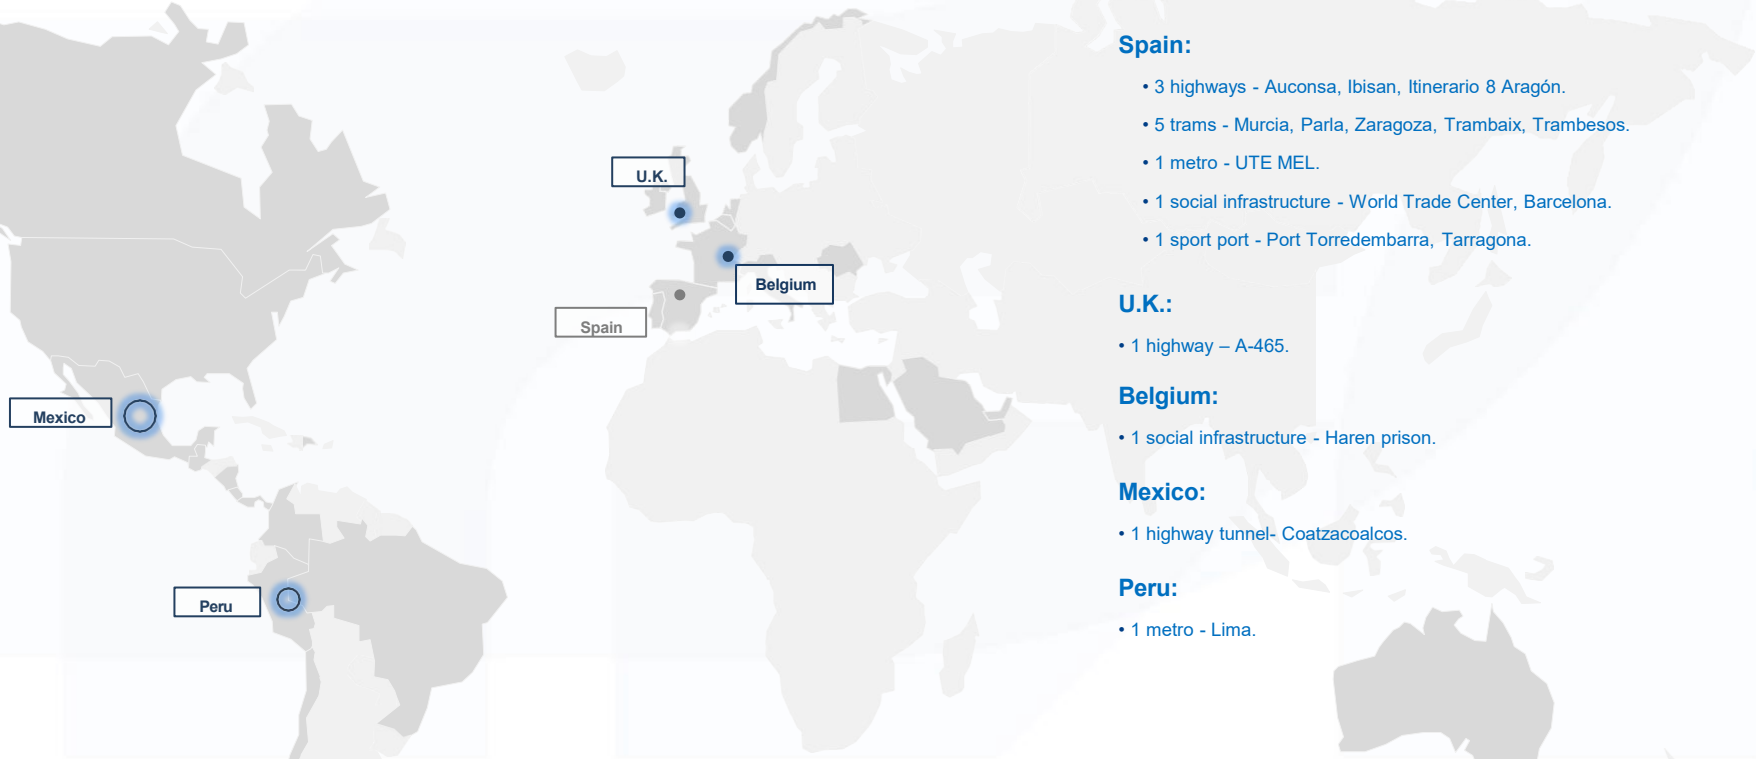 U.K.
Belgium
Spain
Mexico
Peru
Spain:
• 3 highways - Auconsa, Ibisan, Itinerario 8 Aragón.
• 5 trams - Murcia, Parla, Zaragoza, Trambaix, Trambesos.
• 1 metro - UTE MEL.
• 1 social infrastructure - World Trade Center, Barcelona.
• 1 sport port - Port Torredembarra, Tarragona.
U.K.:
• 1 highway – A-465.
Belgium:
• 1 social infrastructure - Haren prison.
Mexico:
• 1 highway tunnel- Coatzacoalcos.
Peru:
• 1 metro - Lima.